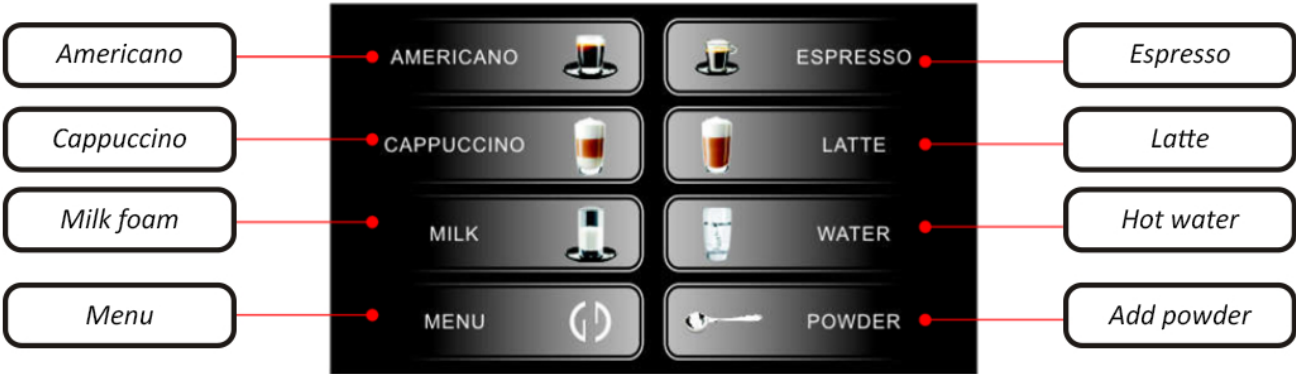 Americano
AMERICANO
ESPRESSO
Espresso
Cappuccino
CAPPUCCINO
LATTE
Latte
Milk foam
MILK
WATER
Hot water
Menu
MENU
POWDER
Add powder